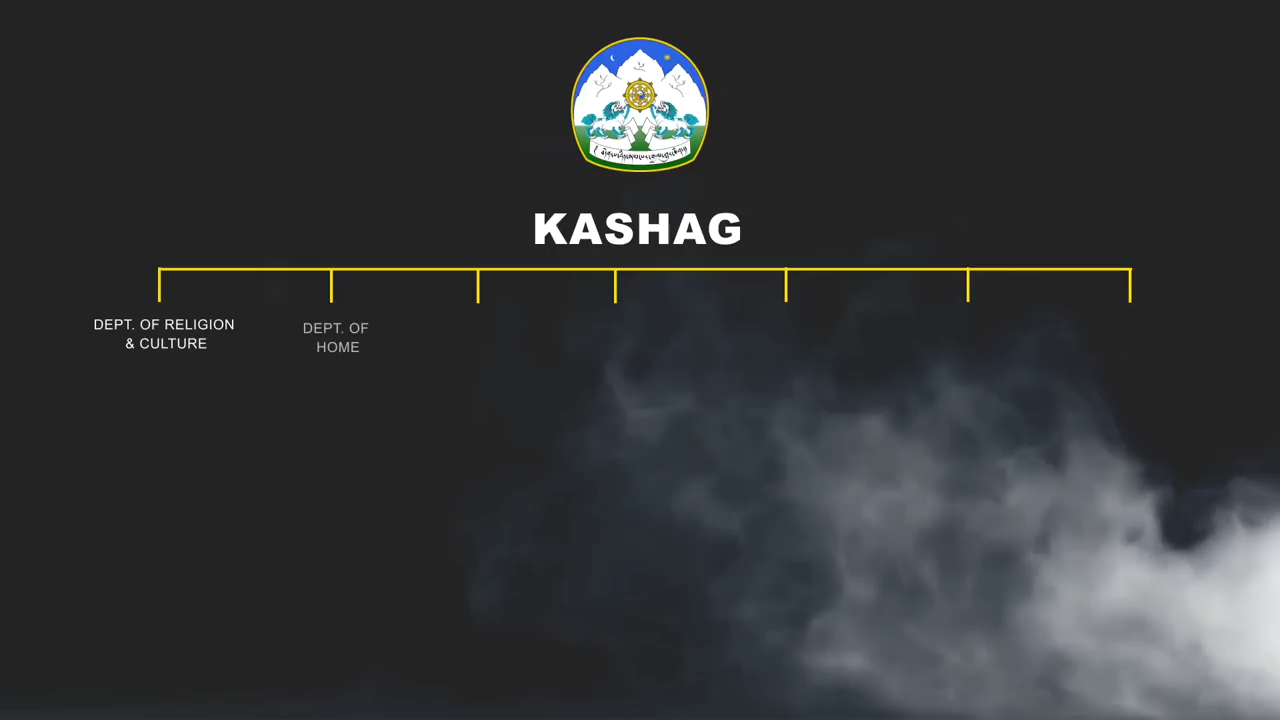 KASHAG
DEPT. OF RELIGION
& CULTURE
DEPT. OF
HOME